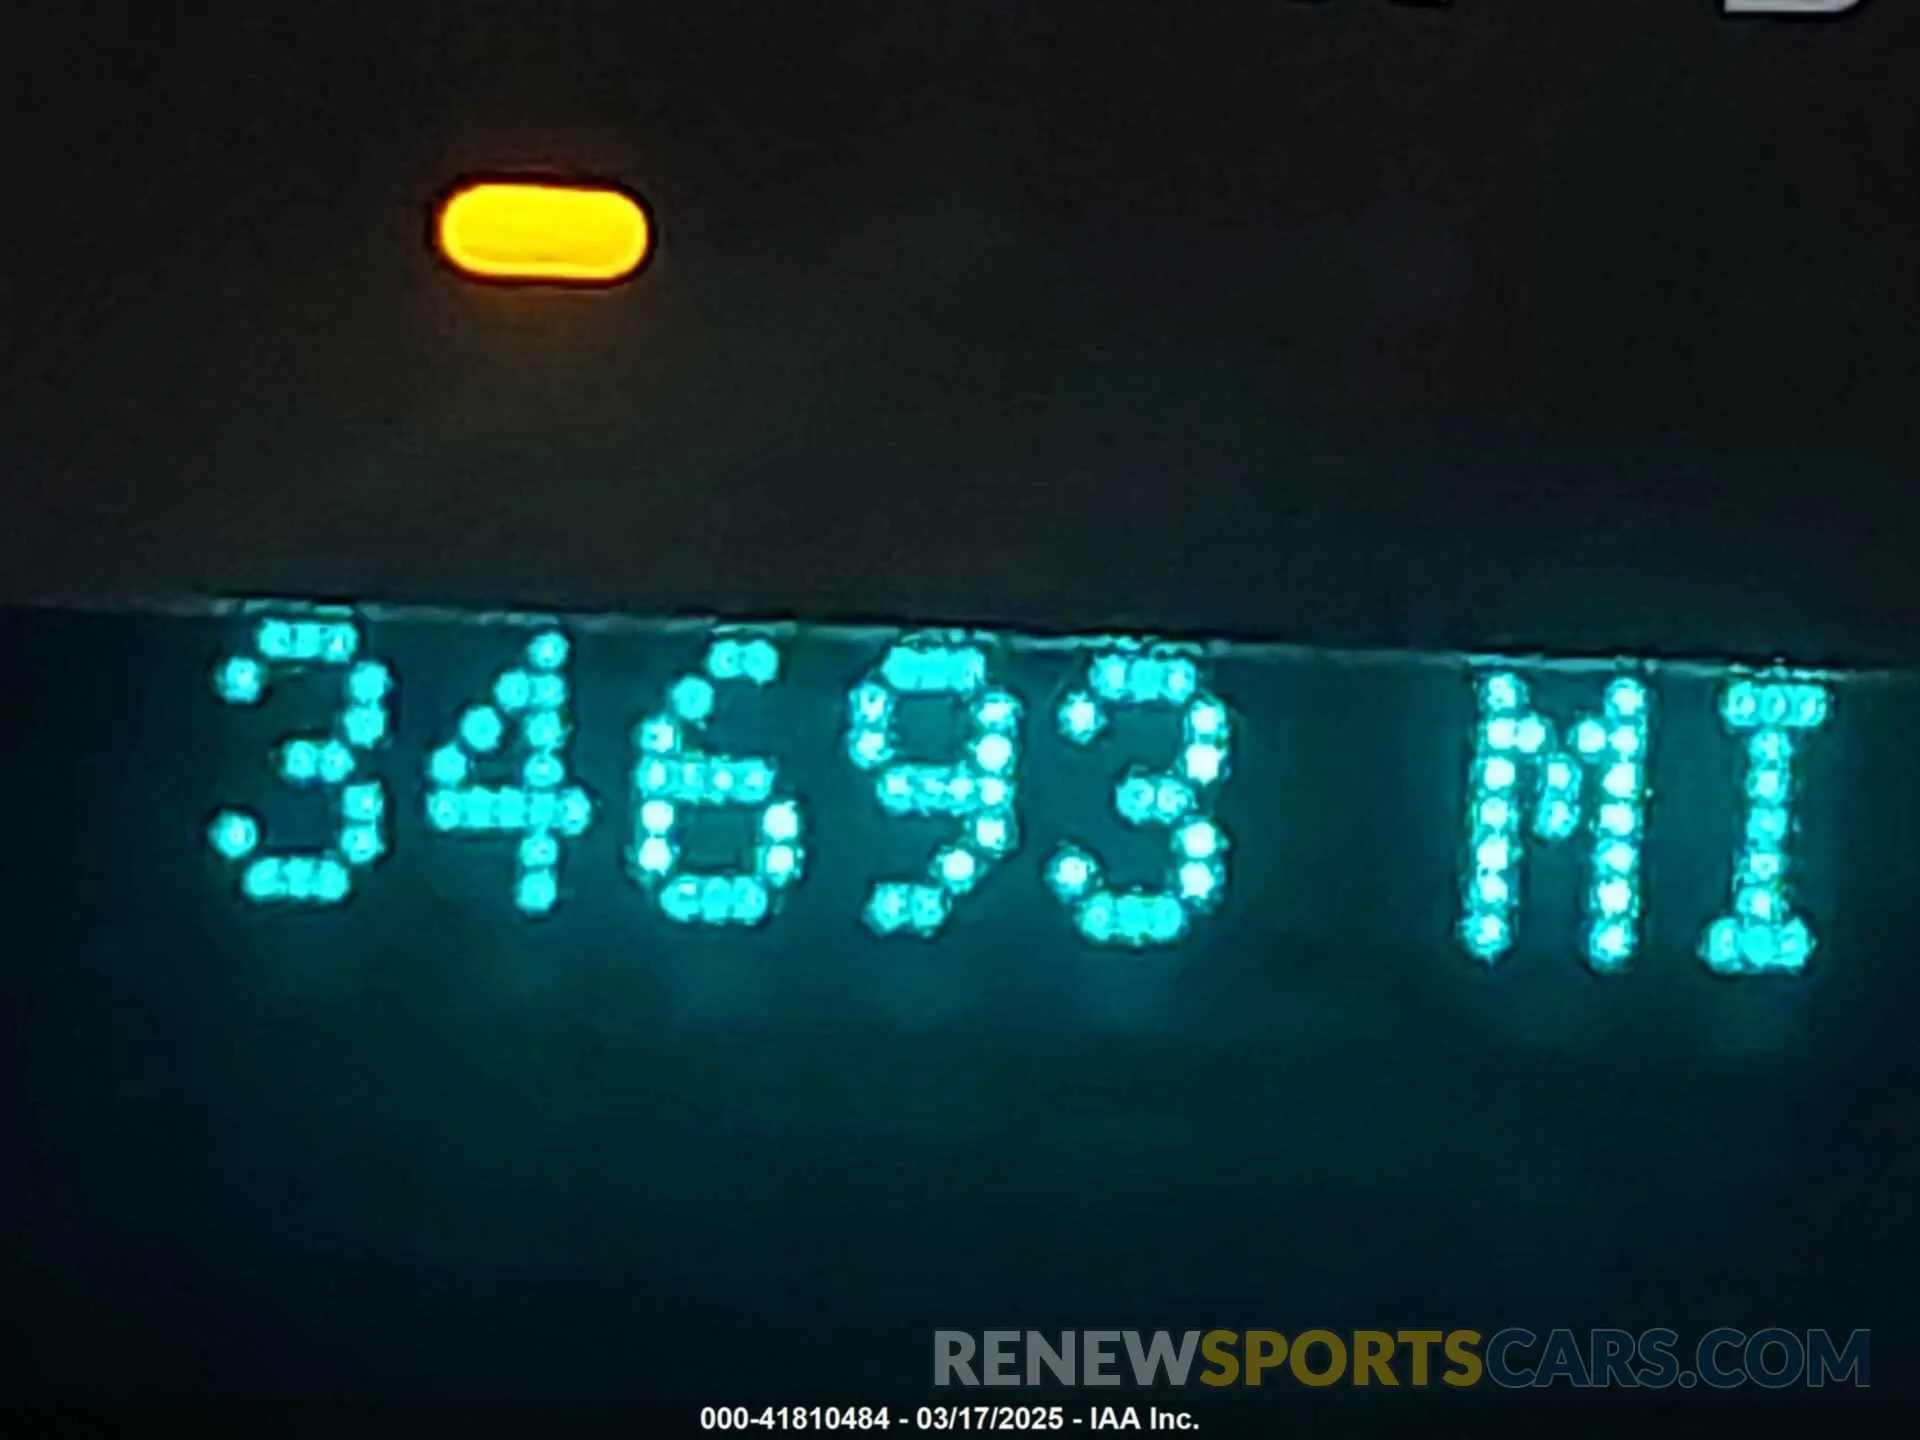 34693 MI
RENEWSPORTSCARS.COM
000-41810484 - 03/17/2025 - IAA Inc.